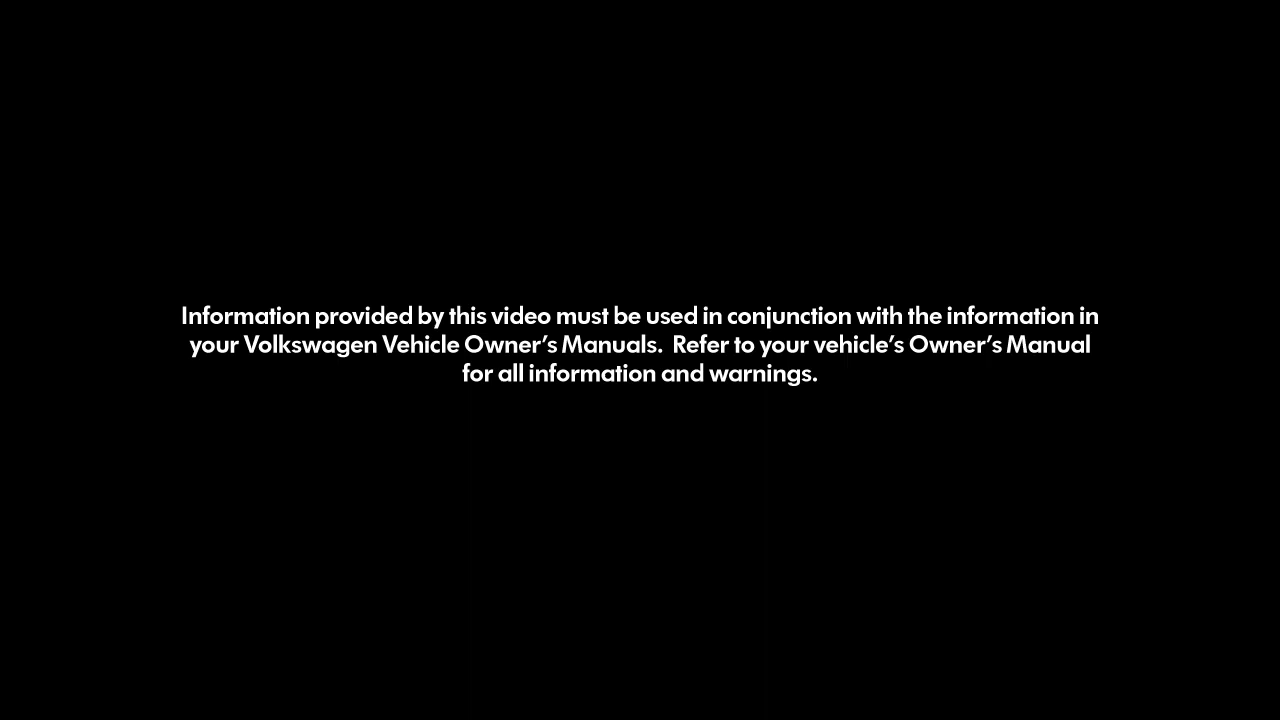 Information provided by this video must be used in conjunction with the information in
your Volkswagen Vehicle Owner’s Manuals.  Refer to your vehicle’s Owner’s Manual
for all information and warnings.